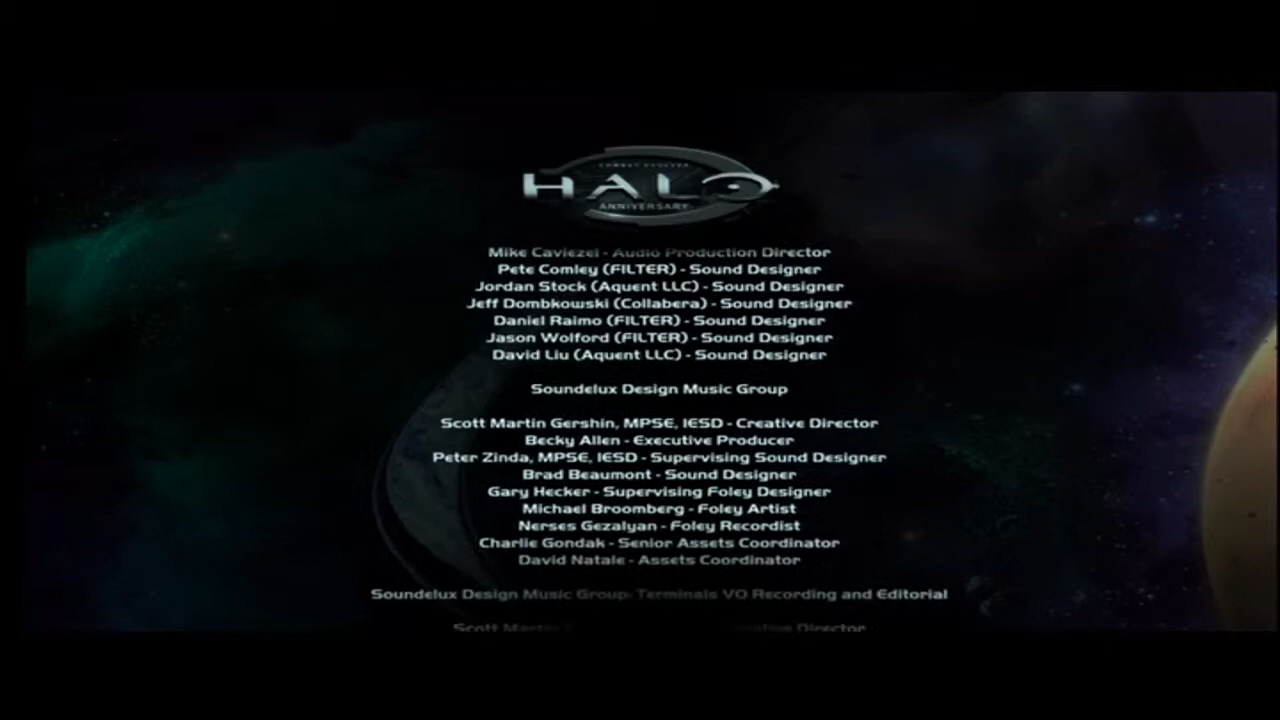 COMBAT EVOLVED
HALO
ANNIVERSARY
Mike Caviezel - Audio Production Director
Pete Comley (FILTER) - Sound Designer
Jordan Stock (Aquent LLC) - Sound Designer
Jeff Dombkowski (Collabera) - Sound Designer
Daniel Raimo (FILTER) - Sound Designer
Jason Wolford (FILTER) - Sound Designer
David Liu (Aquent LLC) - Sound Designer
Soundelux Design Music Group
Scott Martin Gershin, MPSE, IESD - Creative Director
Becky Allen - Executive Producer
Peter Zinda, MPSE, IESD - Supervising Sound Designer
Brad Beaumont - Sound Designer
Gary Hecker - Supervising Foley Designer
Michael Broomberg - Foley Artist
Nerses Gezalyan - Foley Recordist
Charlie Gondak - Senior Assets Coordinator
David Natale - Assets Coordinator
Soundelux Design Music Group- Terminals VO Recording and Editorial
Scott Martin Director